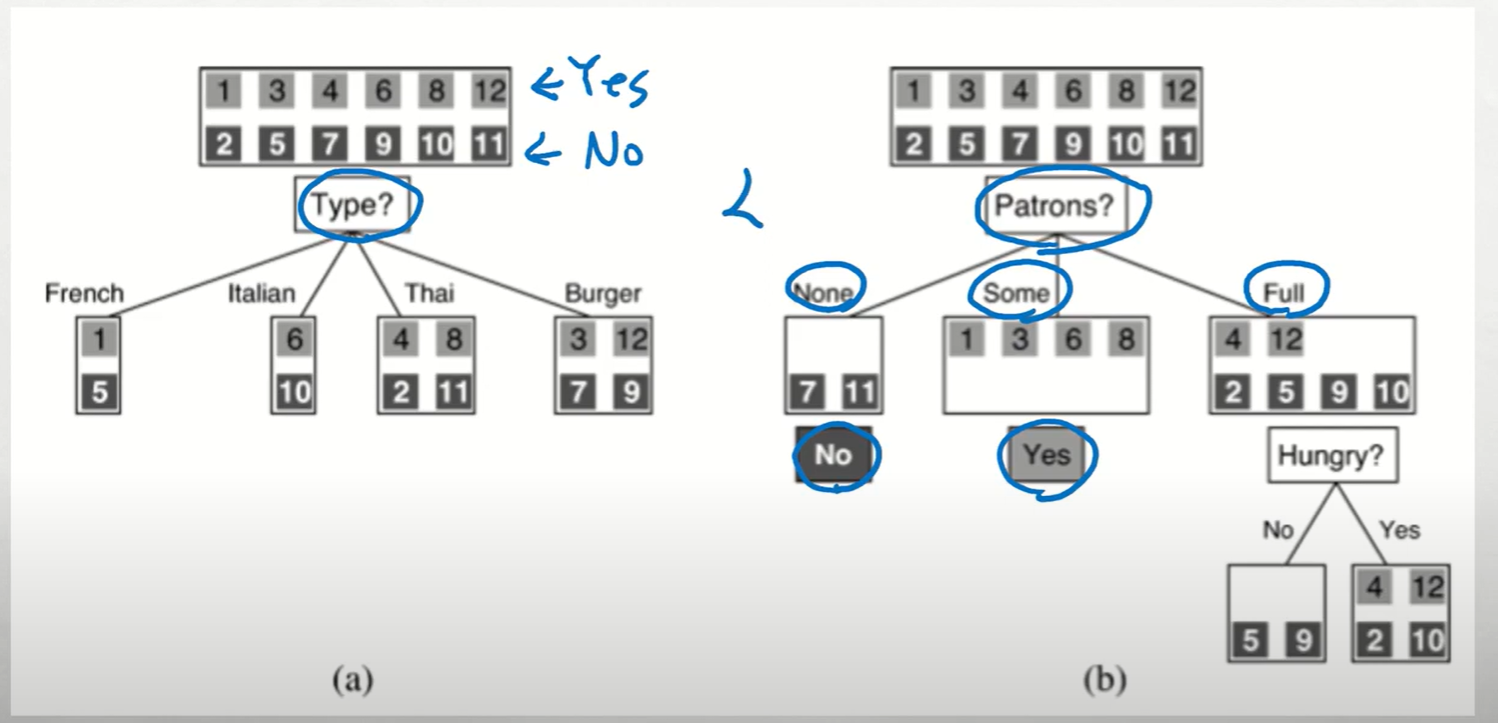 1 3 4 6 8 12 ← Yes
2 5 7 9 10 11 ← No
Type?
French Italian Thai Burger
1 6 4 8 3 12
5 10 2 11 7 9
(a)
1 3 4 6 8 12
2 5 7 9 10 11
Patrons?
None Some Full
1 3 6 8 4 12
7 11 2 5 9 10
No Yes Hungry?
No Yes
4 12
5 9 2 10
(b)